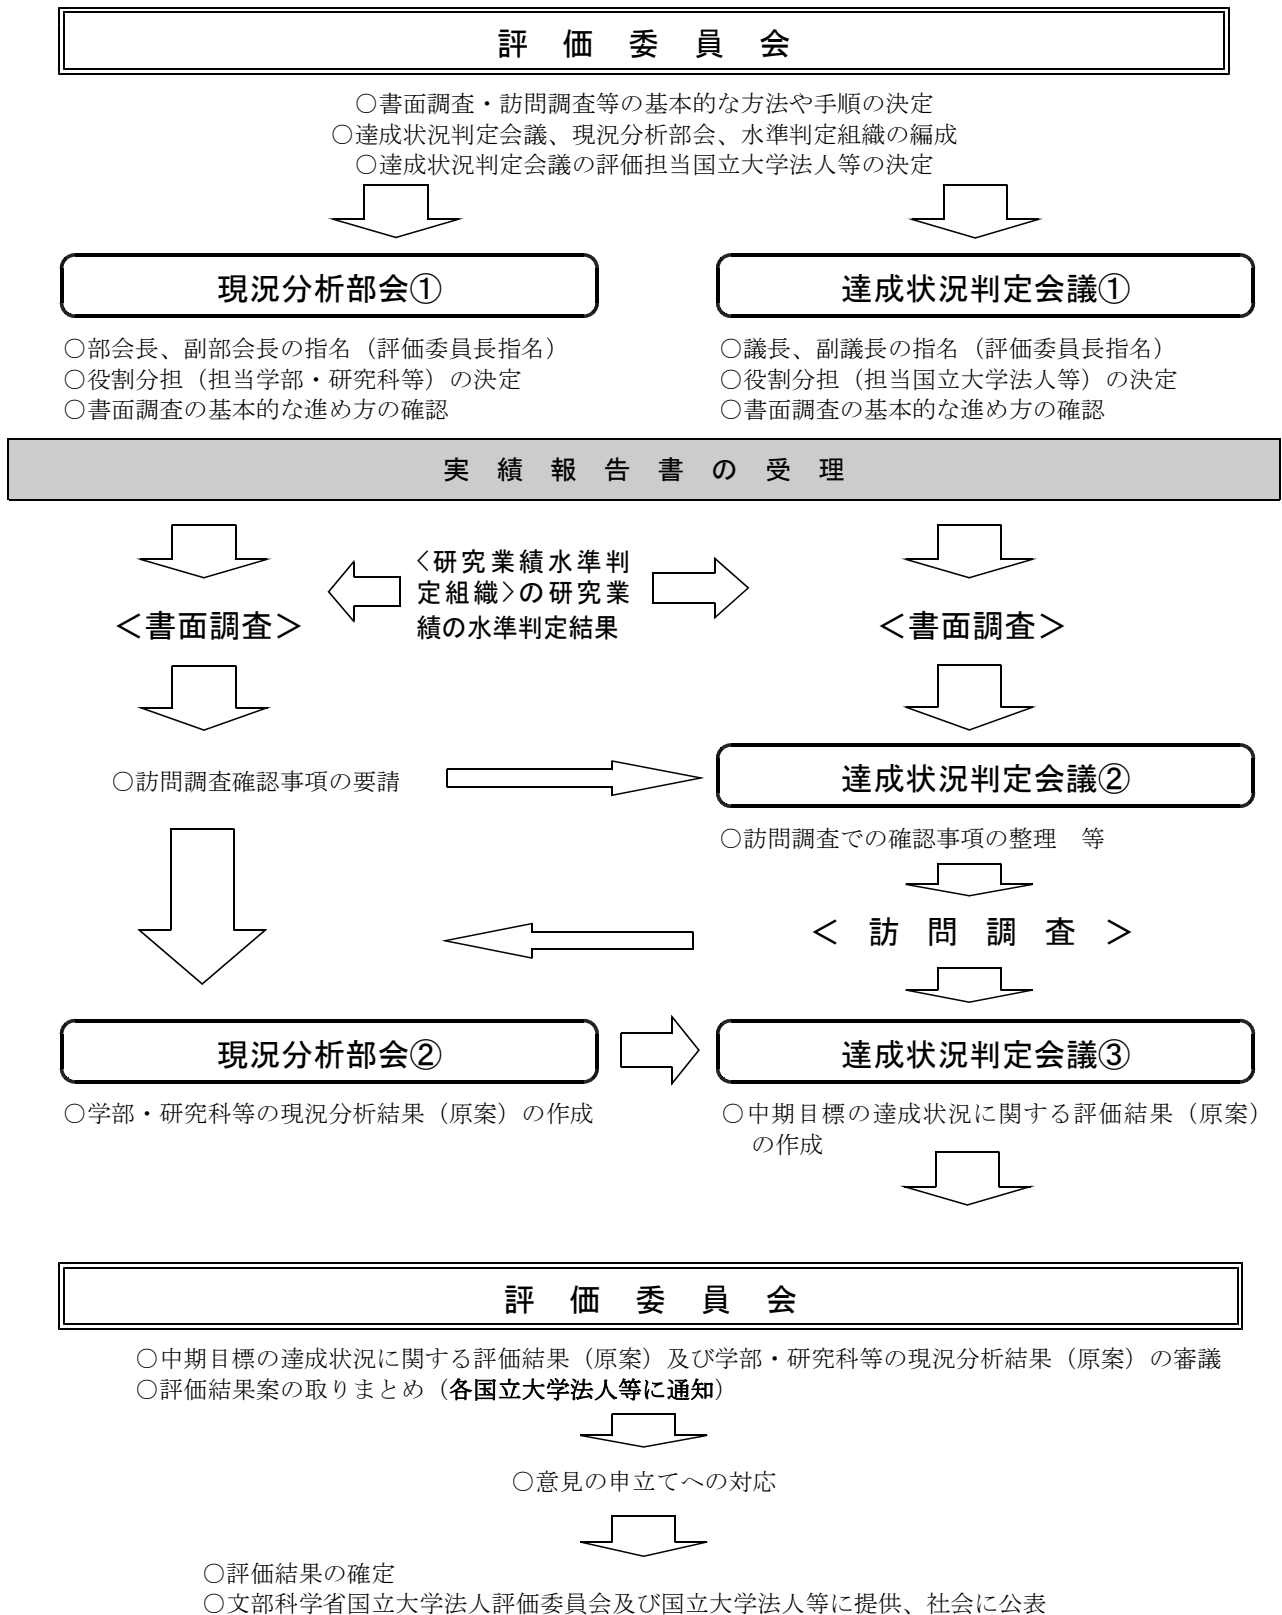 評　価　委　員　会
○書面調査・訪問調査等の基本的な方法や手順の決定
○達成状況判定会議、現況分析部会、水準判定組織の編成
○達成状況判定会議の評価担当国立大学法人等の決定
現況分析部会①
○部会長、副部会長の指名（評価委員長指名）
○役割分担（担当学部・研究科等）の決定
○書面調査の基本的な進め方の確認
達成状況判定会議①
○議長、副議長の指名（評価委員長指名）
○役割分担（担当国立大学法人等）の決定
○書面調査の基本的な進め方の確認
実　績　報　告　書　の　受　理
＜書面調査＞
〈研究業績水準判
定組織〉の研究業
績の水準判定結果
＜書面調査＞
○訪問調査確認事項の要請
達成状況判定会議②
○訪問調査での確認事項の整理　等
＜　訪　問　調　査　＞
現況分析部会②
○学部・研究科等の現況分析結果（原案）の作成
達成状況判定会議③
○中期目標の達成状況に関する評価結果（原案）
の作成
評　価　委　員　会
○中期目標の達成状況に関する評価結果（原案）及び学部・研究科等の現況分析結果（原案）の審議
○評価結果案の取りまとめ（各国立大学法人等に通知）
○意見の申立てへの対応
○評価結果の確定
○文部科学省国立大学法人評価委員会及び国立大学法人等に提供、社会に公表